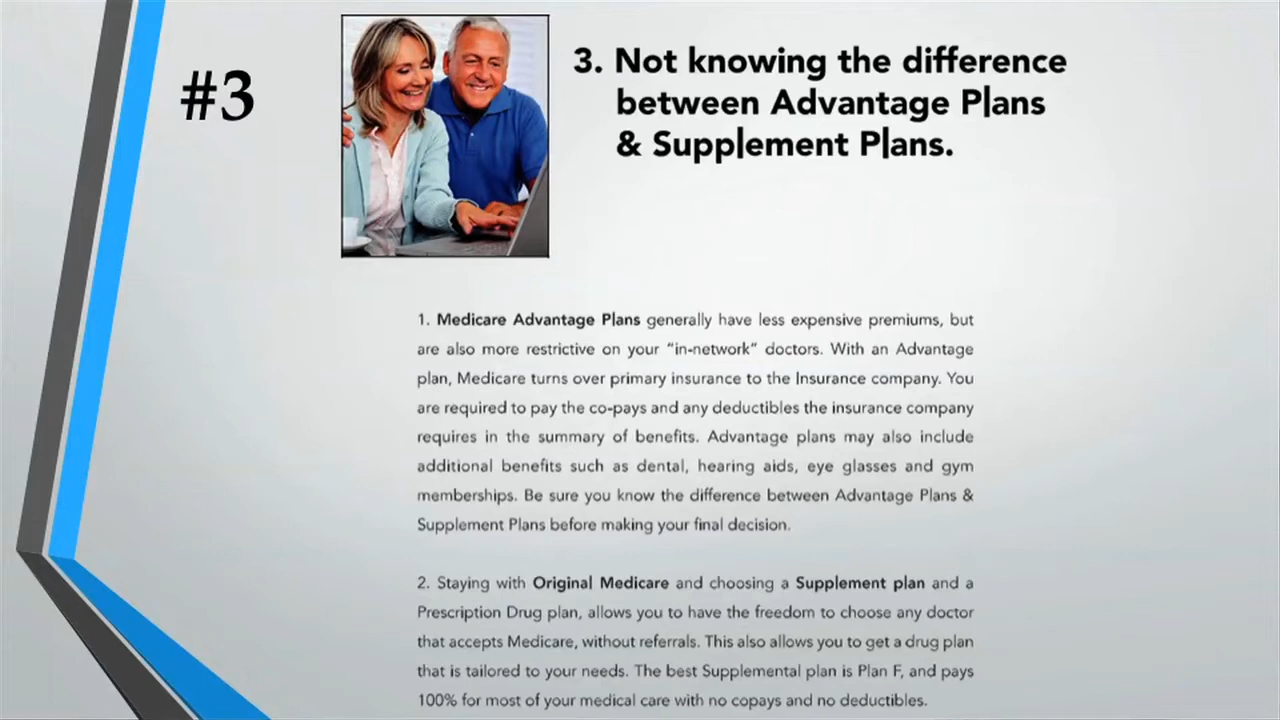 #3
3. Not knowing the difference
between Advantage Plans
& Supplement Plans.
1. Medicare Advantage Plans generally have less expensive premiums, but
are also more restrictive on your “in-network” doctors. With an Advantage
plan, Medicare turns over primary insurance to the Insurance company. You
are required to pay the co-pays and any deductibles the insurance company
requires in the summary of benefits. Advantage plans may also include
additional benefits such as dental, hearing aids, eye glasses and gym
memberships. Be sure you know the difference between Advantage Plans &
Supplement Plans before making your final decision.
2. Staying with Original Medicare and choosing a Supplement plan and a
Prescription Drug plan, allows you to have the freedom to choose any doctor
that accepts Medicare, without referrals. This also allows you to get a drug plan
that is tailored to your needs. The best Supplemental plan is Plan F, and pays
100% for most of your medical care with no copays and no deductibles.